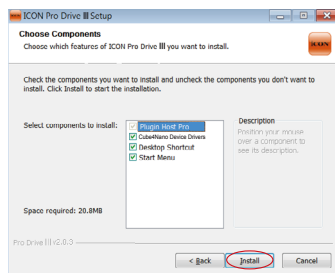 ICON Pro Drive III Setup
Choose Components
Choose which features of ICON Pro Drive III you want to install.
ICON
Check the components you want to install and uncheck the components you don't want to
install. Click Install to start the installation.
Select components to install:
Plugin Host Pro
Cube4Nano Device Drivers
Desktop Shortcut
Start Menu
Description
Position your mouse
over a component to
see its description.
Space required: 20.8MB
Pro Drive III v2.0.3
< Back
Install
Cancel